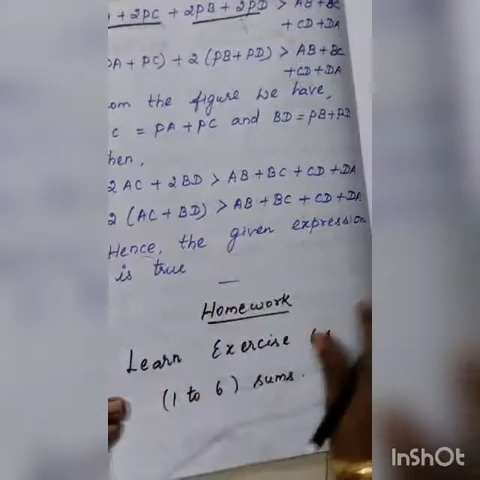 + 2PC + 2PB + 2PD > AB + BC
+ CD + DA
PA + PC) + 2 (PB + PD) > AB + BC
+ CD + DA
om the figure we have,
C = PA + PC and BD = PB + PD
hen,
2 AC + 2 BD > AB + BC + CD + DA
2 (AC + BD) > AB + BC + CD + DA
Hence, the given expression
is true
Homework
Learn Exercise
(1 to 6) sums.
InShOt